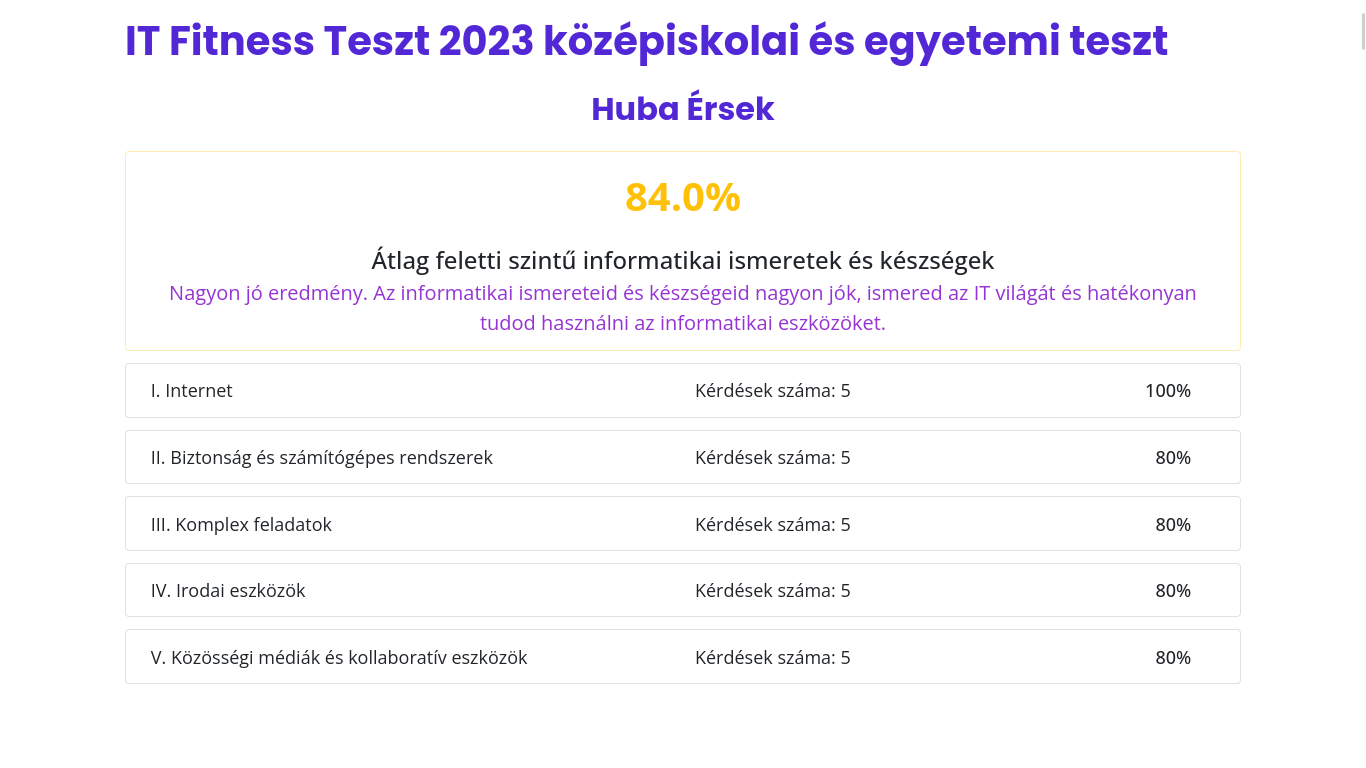 IT Fitness Teszt 2023 középiskolai és egyetemi teszt
Huba Érsek
84.0%
Átlag feletti szintű informatikai ismeretek és készségek
Nagyon jó eredmény. Az informatikai ismereteid és készségeid nagyon jók, ismered az IT világát és hatékonyan
tudod használni az informatikai eszközöket.
I. Internet Kérdések száma: 5 100%
II. Biztonság és számítógépes rendszerek Kérdések száma: 5 80%
III. Komplex feladatok Kérdések száma: 5 80%
IV. Irodai eszközök Kérdések száma: 5 80%
V. Közösségi médiák és kollaboratív eszközök Kérdések száma: 5 80%